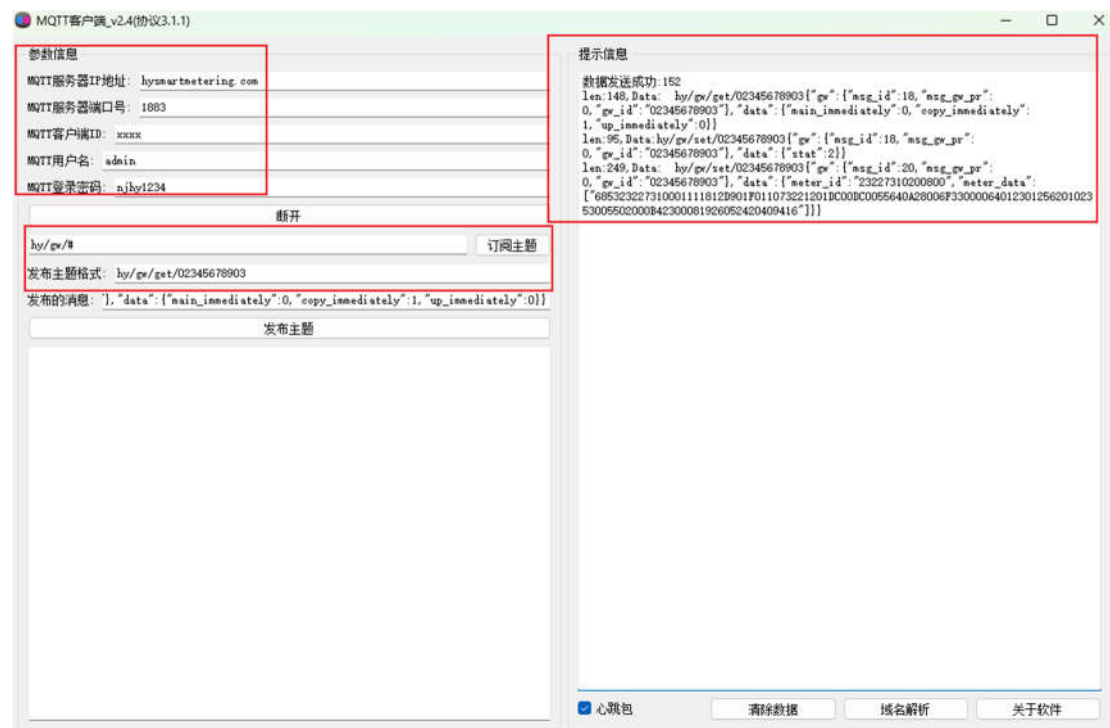 MQTT客户端_v2.4(协议3.1.1)
参数信息
MQTT服务器IP地址: hysmartmetering.com
MQTT服务器端口号: 1883
MQTT客户端ID: xxxx
MQTT用户名: admin
MQTT登录密码: njhy1234
断开
hy/gw/# 订阅主题
发布主题格式: hy/gw/get/02345678903
发布的消息: '}, "data":{"main_immediately":0, "copy_immediately":1, "up_immediately":0}}
发布主题
提示信息
数据发送成功:152
len:148,Data: hy/gw/get/02345678903{"gw":{"msg_id":18,"msg_gw_pr":
0,"gw_id":"02345678903"},"data":{"main_immediately":0,"copy_immediately":
1,"up_immediately":0}}
len:95,Data:hy/gw/set/02345678903{"gw":{"msg_id":18,"msg_gw_pr":
0,"gw_id":"02345678903"},"data":{"stat":2}}
len:249,Data: hy/gw/set/02345678903{"gw":{"msg_id":20,"msg_gw_pr":
0,"gw_id":"02345678903"},"data":{"meter_id":"23227310200800","meter_data":
["6853232273100011118 12D901F011073221201DC00DC0055640A28006F33000064012301256201023
53005502000B42300081926052420409416"]}}
心跳包 清除数据 域名解析 关于软件